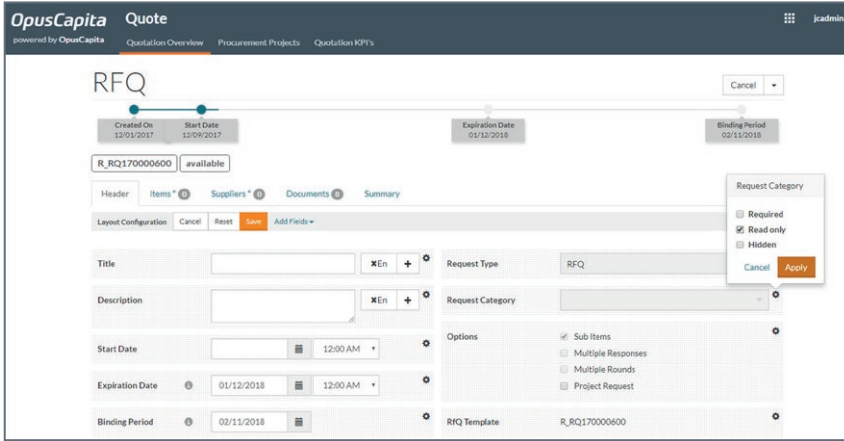 OpusCapita Quote
powered by OpusCapita Quotation Overview Procurement Projects Quotation KPI's jcadmin
RFQ
Cancel
Created On Start Date Expiration Date Binding Period
12/01/2017 12/09/2017 01/12/2018 02/11/2018
R_RQ170000600 available
Header Items * 0 Suppliers * 0 Documents 0 Summary
Layout Configuration Cancel Reset Save Add Fields
Request Category
Required
Read only
Hidden
Cancel Apply
Title En + Request Type RFQ
Description En + Request Category
Start Date 12:00 AM Options Sub Items
Multiple Responses
Multiple Rounds
Project Request
Expiration Date 01/12/2018 12:00 AM
Binding Period 02/11/2018 RfQ Template R_RQ170000600